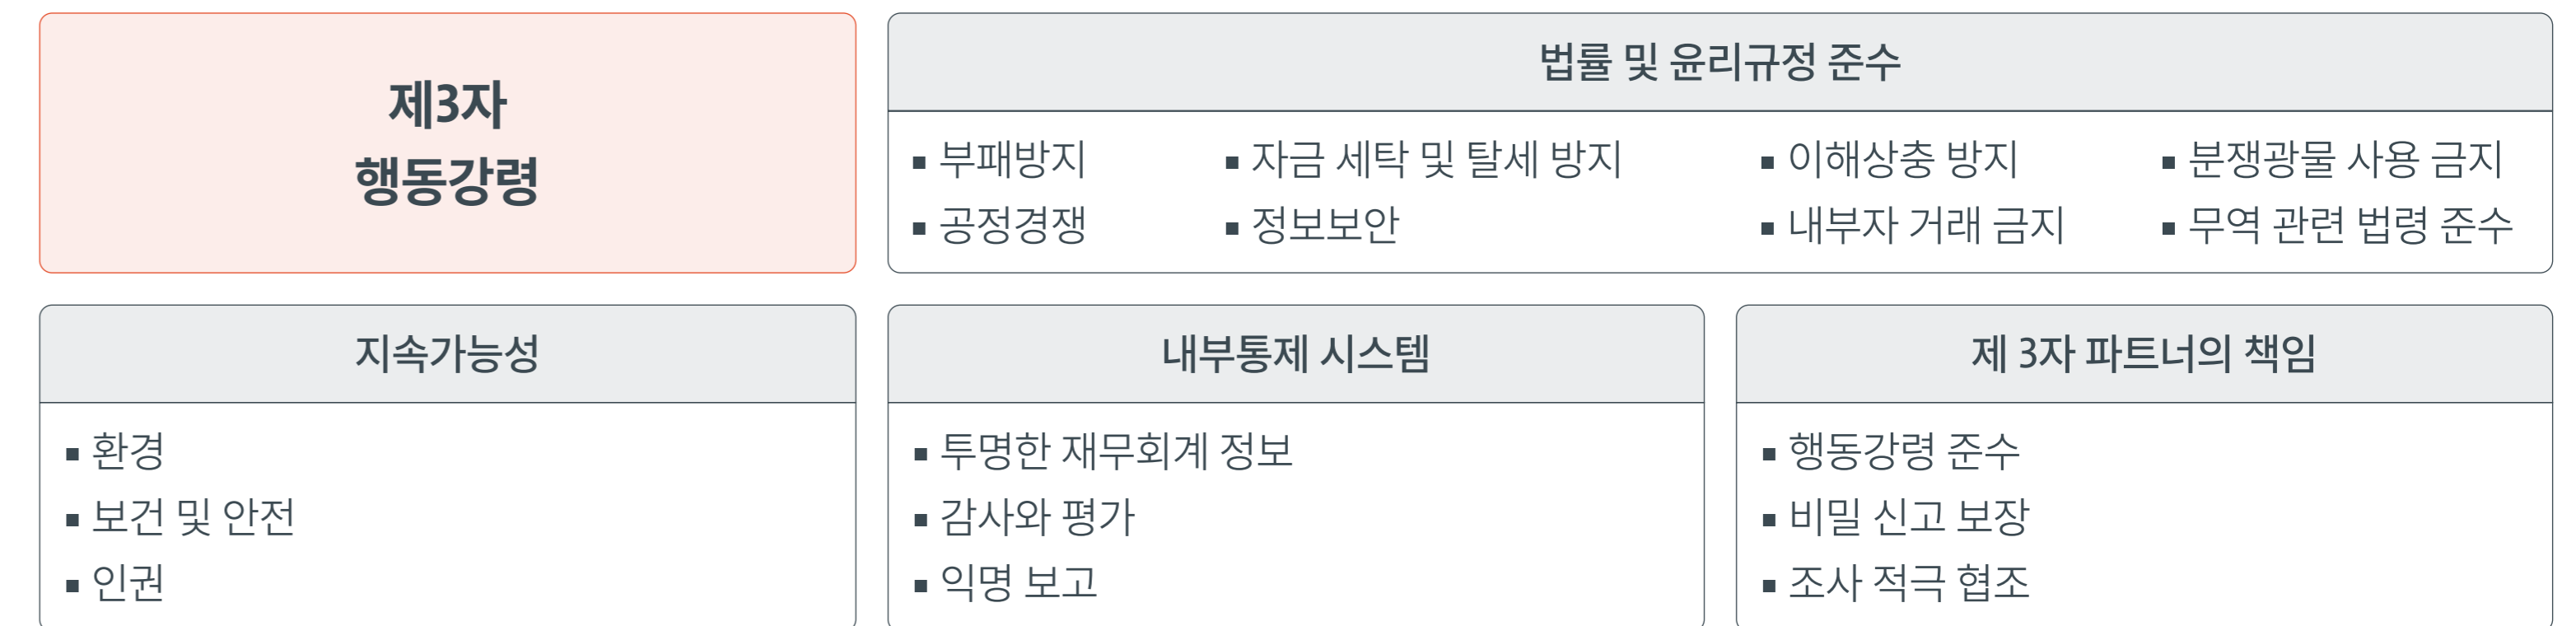 제3자
행동강령
법률 및 윤리규정 준수
▪ 부패방지
▪ 공정경쟁
▪ 자금 세탁 및 탈세 방지
▪ 정보보안
▪ 이해상충 방지
▪ 내부자 거래 금지
▪ 분쟁광물 사용 금지
▪ 무역 관련 법령 준수
지속가능성
▪ 환경
▪ 보건 및 안전
▪ 인권
내부통제 시스템
▪ 투명한 재무회계 정보
▪ 감사와 평가
▪ 익명 보고
제 3자 파트너의 책임
▪ 행동강령 준수
▪ 비밀 신고 보장
▪ 조사 적극 협조